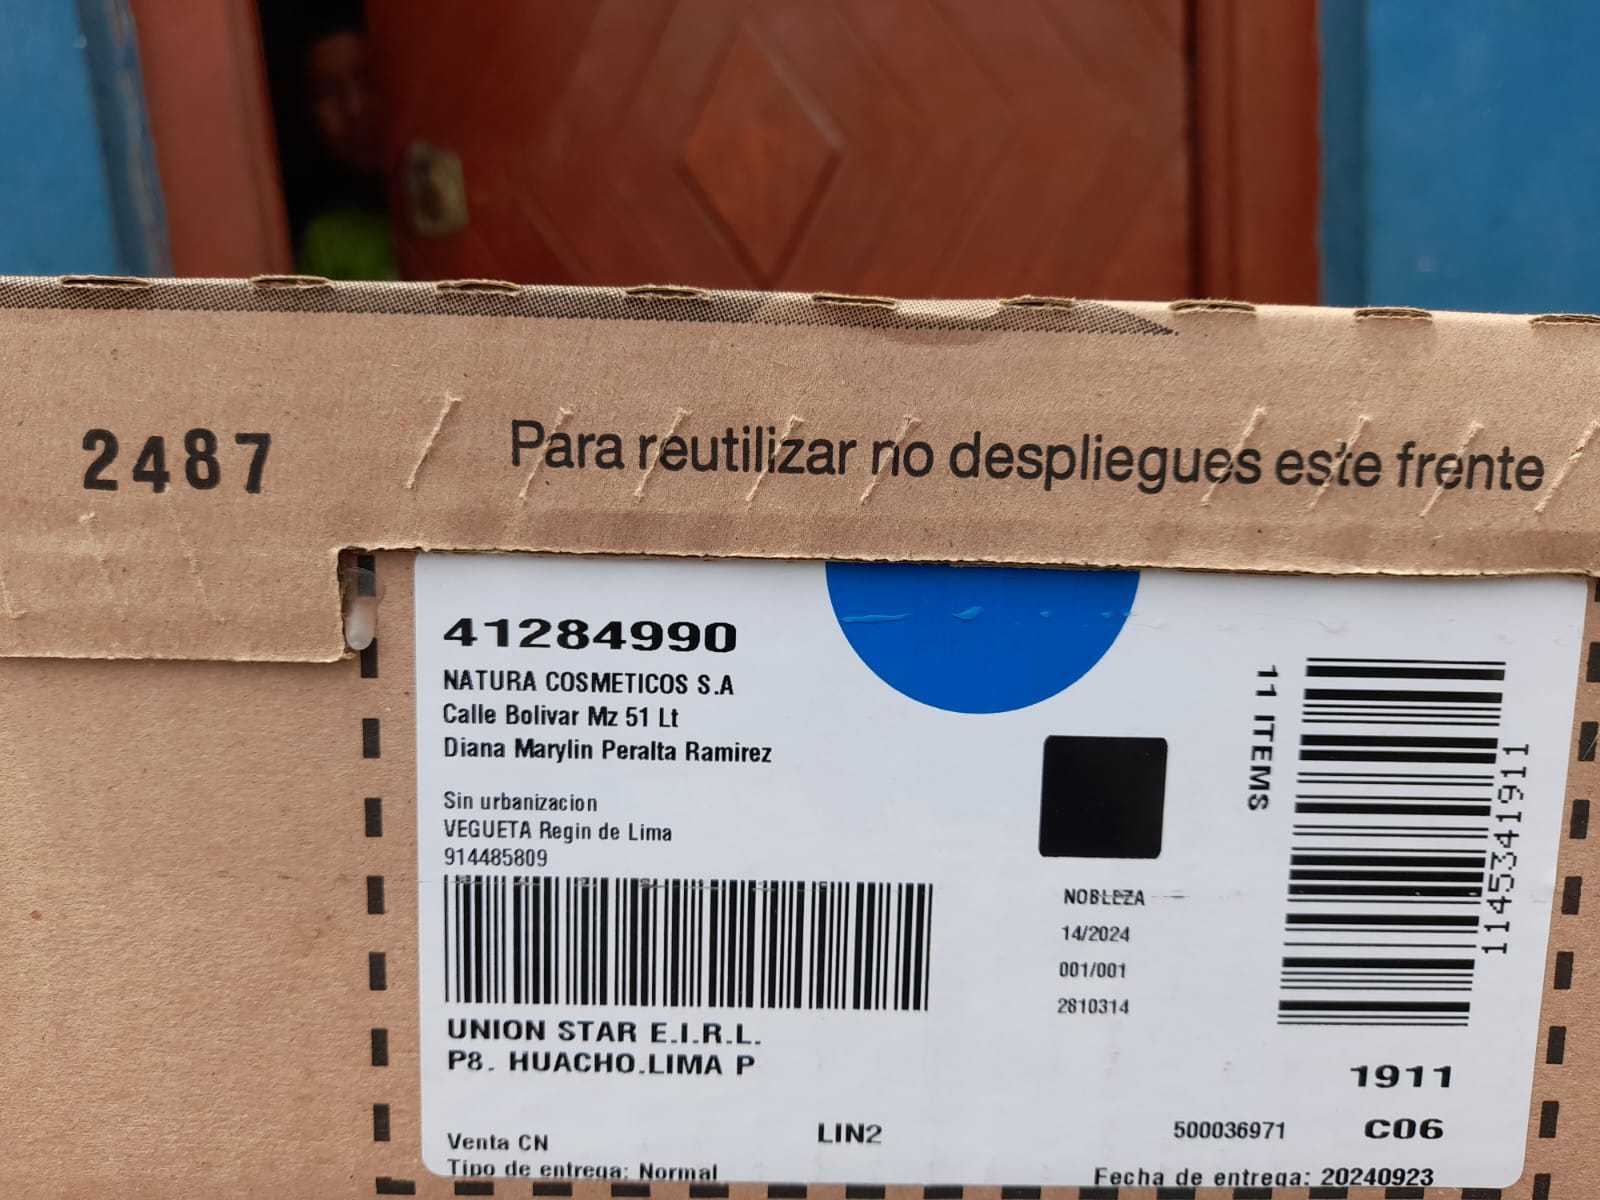 2487
Para reutilizar no despliegues este frente
41284990
NATURA COSMETICOS S.A
Calle Bolivar Mz 51 Lt
Diana Marylin Peralta Ramirez
Sin urbanizacion
VEGUETA Regin de Lima
914485809
UNION STAR E.I.R.L.
P8. HUACHO.LIMA P
Venta CN
Tipo de entrega: Normal
LIN2
NOBLEZA
14/2024
001/001
2810314
11 ITEMS
1145341911
1911
500036971
C06
Fecha de entrega: 20240923